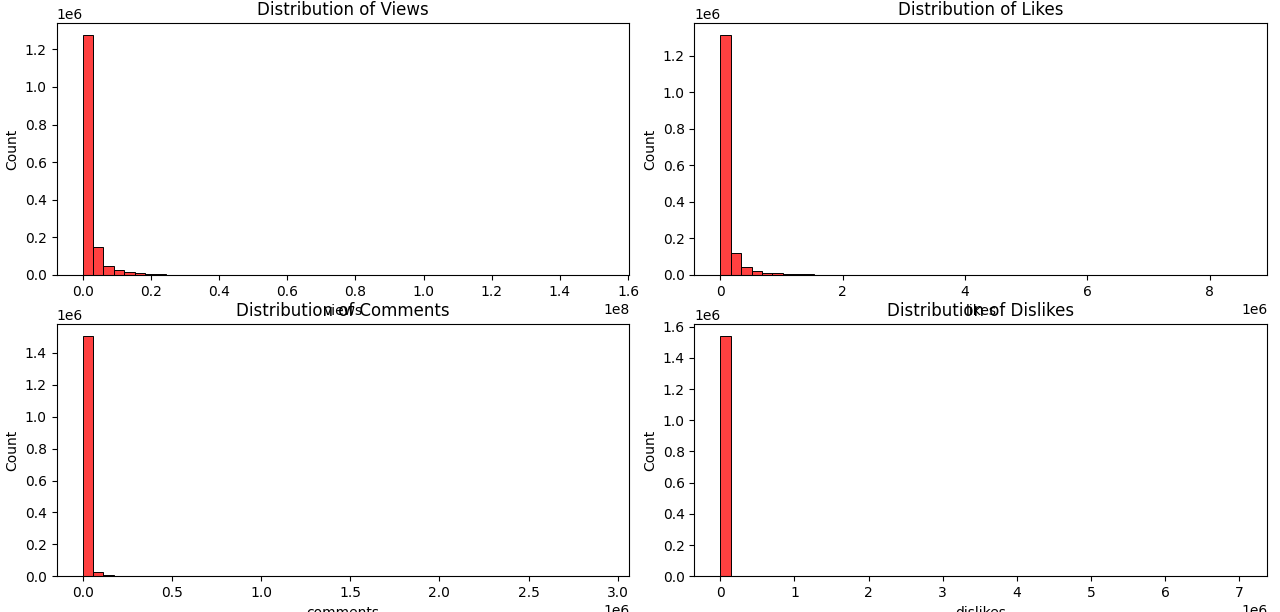 Distribution of Views
1e6
Count
1.2
1.0
0.8
0.6
0.4
0.2
0.0
0.0 0.2 0.4 0.6 0.8 1.0 1.2 1.4 1.6
views
1e8
Distribution of Likes
1e6
Count
1.2
1.0
0.8
0.6
0.4
0.2
0.0
0 2 4 6 8
likes
1e6
Distribution of Comments
1e6
Count
1.4
1.2
1.0
0.8
0.6
0.4
0.2
0.0
0.0 0.5 1.0 1.5 2.0 2.5 3.0
comments
1e6
Distribution of Dislikes
1e6
Count
1.6
1.4
1.2
1.0
0.8
0.6
0.4
0.2
0.0
0 1 2 3 4 5 6 7
dislikes
1e6